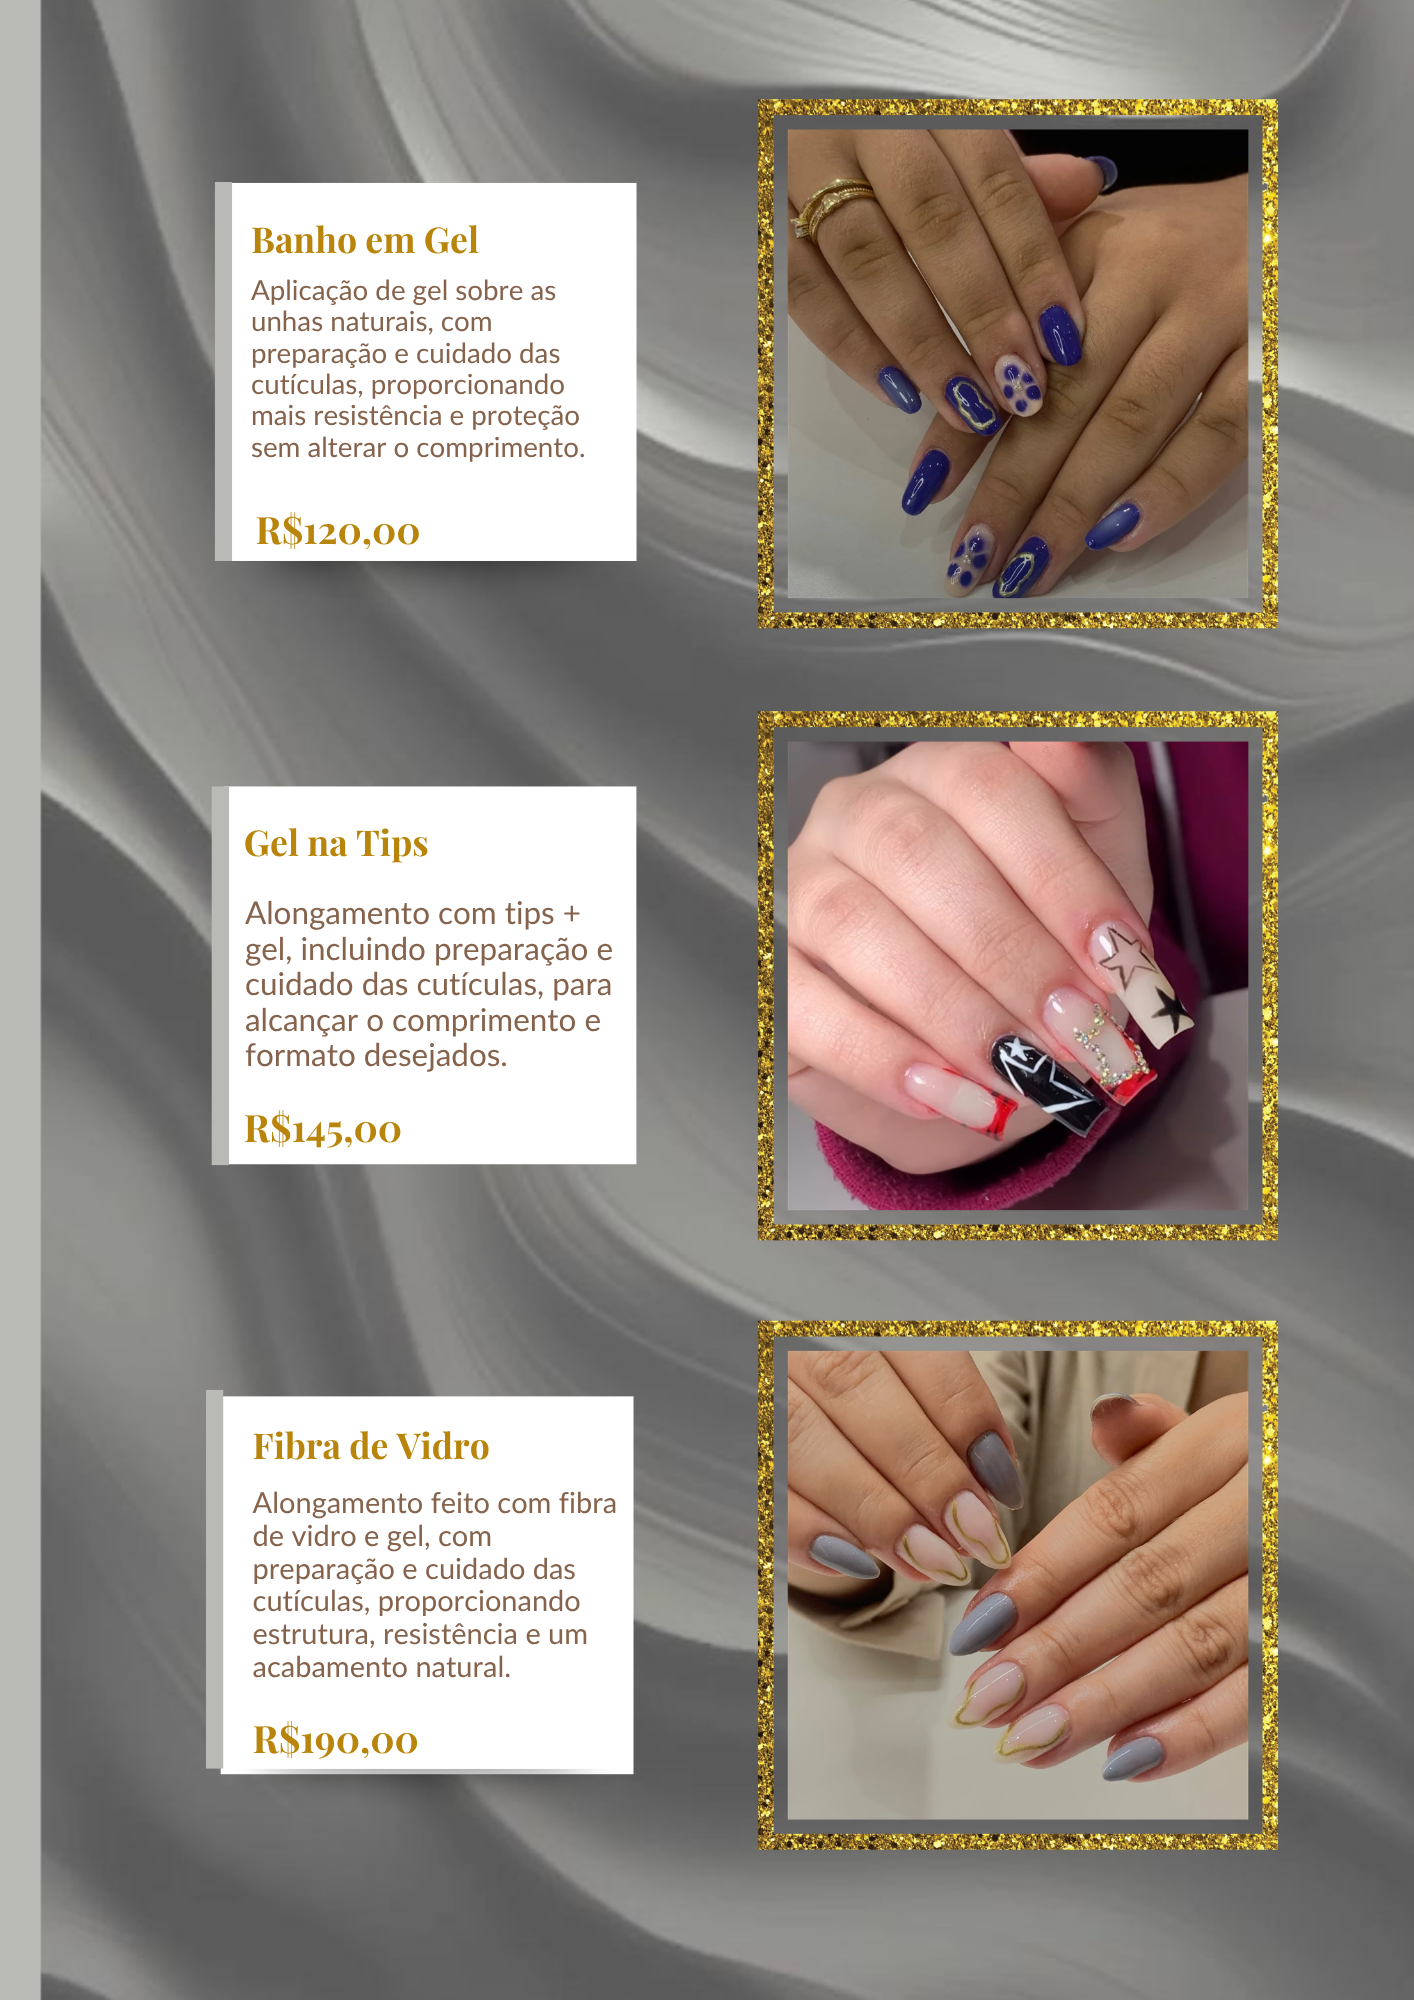 Banho em Gel
Aplicação de gel sobre as
unhas naturais, com
preparação e cuidado das
cutículas, proporcionando
mais resistência e proteção
sem alterar o comprimento.
R$120,00
Gel na Tips
Alongamento com tips +
gel, incluindo preparação e
cuidado das cutículas, para
alcançar o comprimento e
formato desejados.
R$145,00
Fibra de Vidro
Alongamento feito com fibra
de vidro e gel, com
preparação e cuidado das
cutículas, proporcionando
estrutura, resistência e um
acabamento natural.
R$190,00